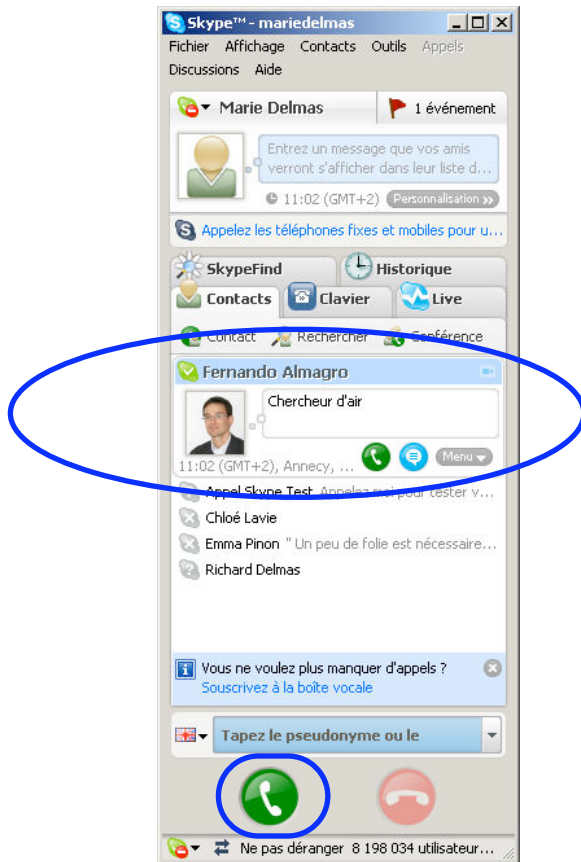 Skype™ - mariedelmas
Fichier Affichage Contacts Outils Appels
Discussions Aide
Marie Delmas 1 événement
Entrez un message que vos amis
verront s'afficher dans leur liste d...
11:02 (GMT+2) Personnalisation »
Appelez les téléphones fixes et mobiles pour u...
SkypeFind Historique
Contacts Clavier Live
Contact Rechercher Conférence
Fernando Almagro
Chercheur d'air
11:02 (GMT+2), Annecy, ... Menu
Appel Skype Test Appelez moi pour tester v...
Chloé Lavie
Emma Pinon " Un peu de folie est nécessaire...
Richard Delmas
Vous ne voulez plus manquer d'appels ?
Souscrivez à la boîte vocale
Tapez le pseudonyme ou le
Ne pas déranger 8 198 034 utilisateur...